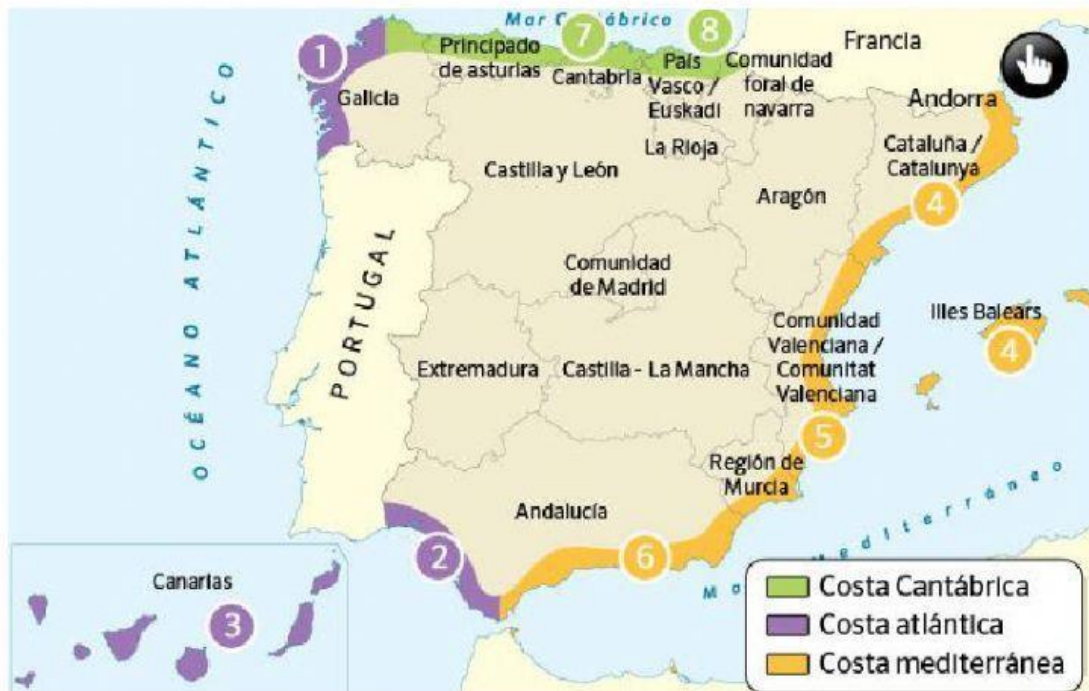 Mar Cantábrico
7
8
1
Principado
de asturias
Cantabria
País
Vasco /
Euskadi
Comunidad
foral de
navarra
Francia
Andorra
Galicia
La Rioja
Castilla y León
Cataluña /
Catalunya
4
Aragón
OCÉANO ATLÁNTICO
PORTUGAL
Comunidad
de Madrid
Illes Balears
4
Comunidad
Valenciana /
Comunitat
Valenciana
Extremadura
Castilla - La Mancha
5
Región de
Murcia
Andalucía
2
6
Mar Mediterráneo
Canarias
3
Costa Cantábrica
Costa atlántica
Costa mediterránea